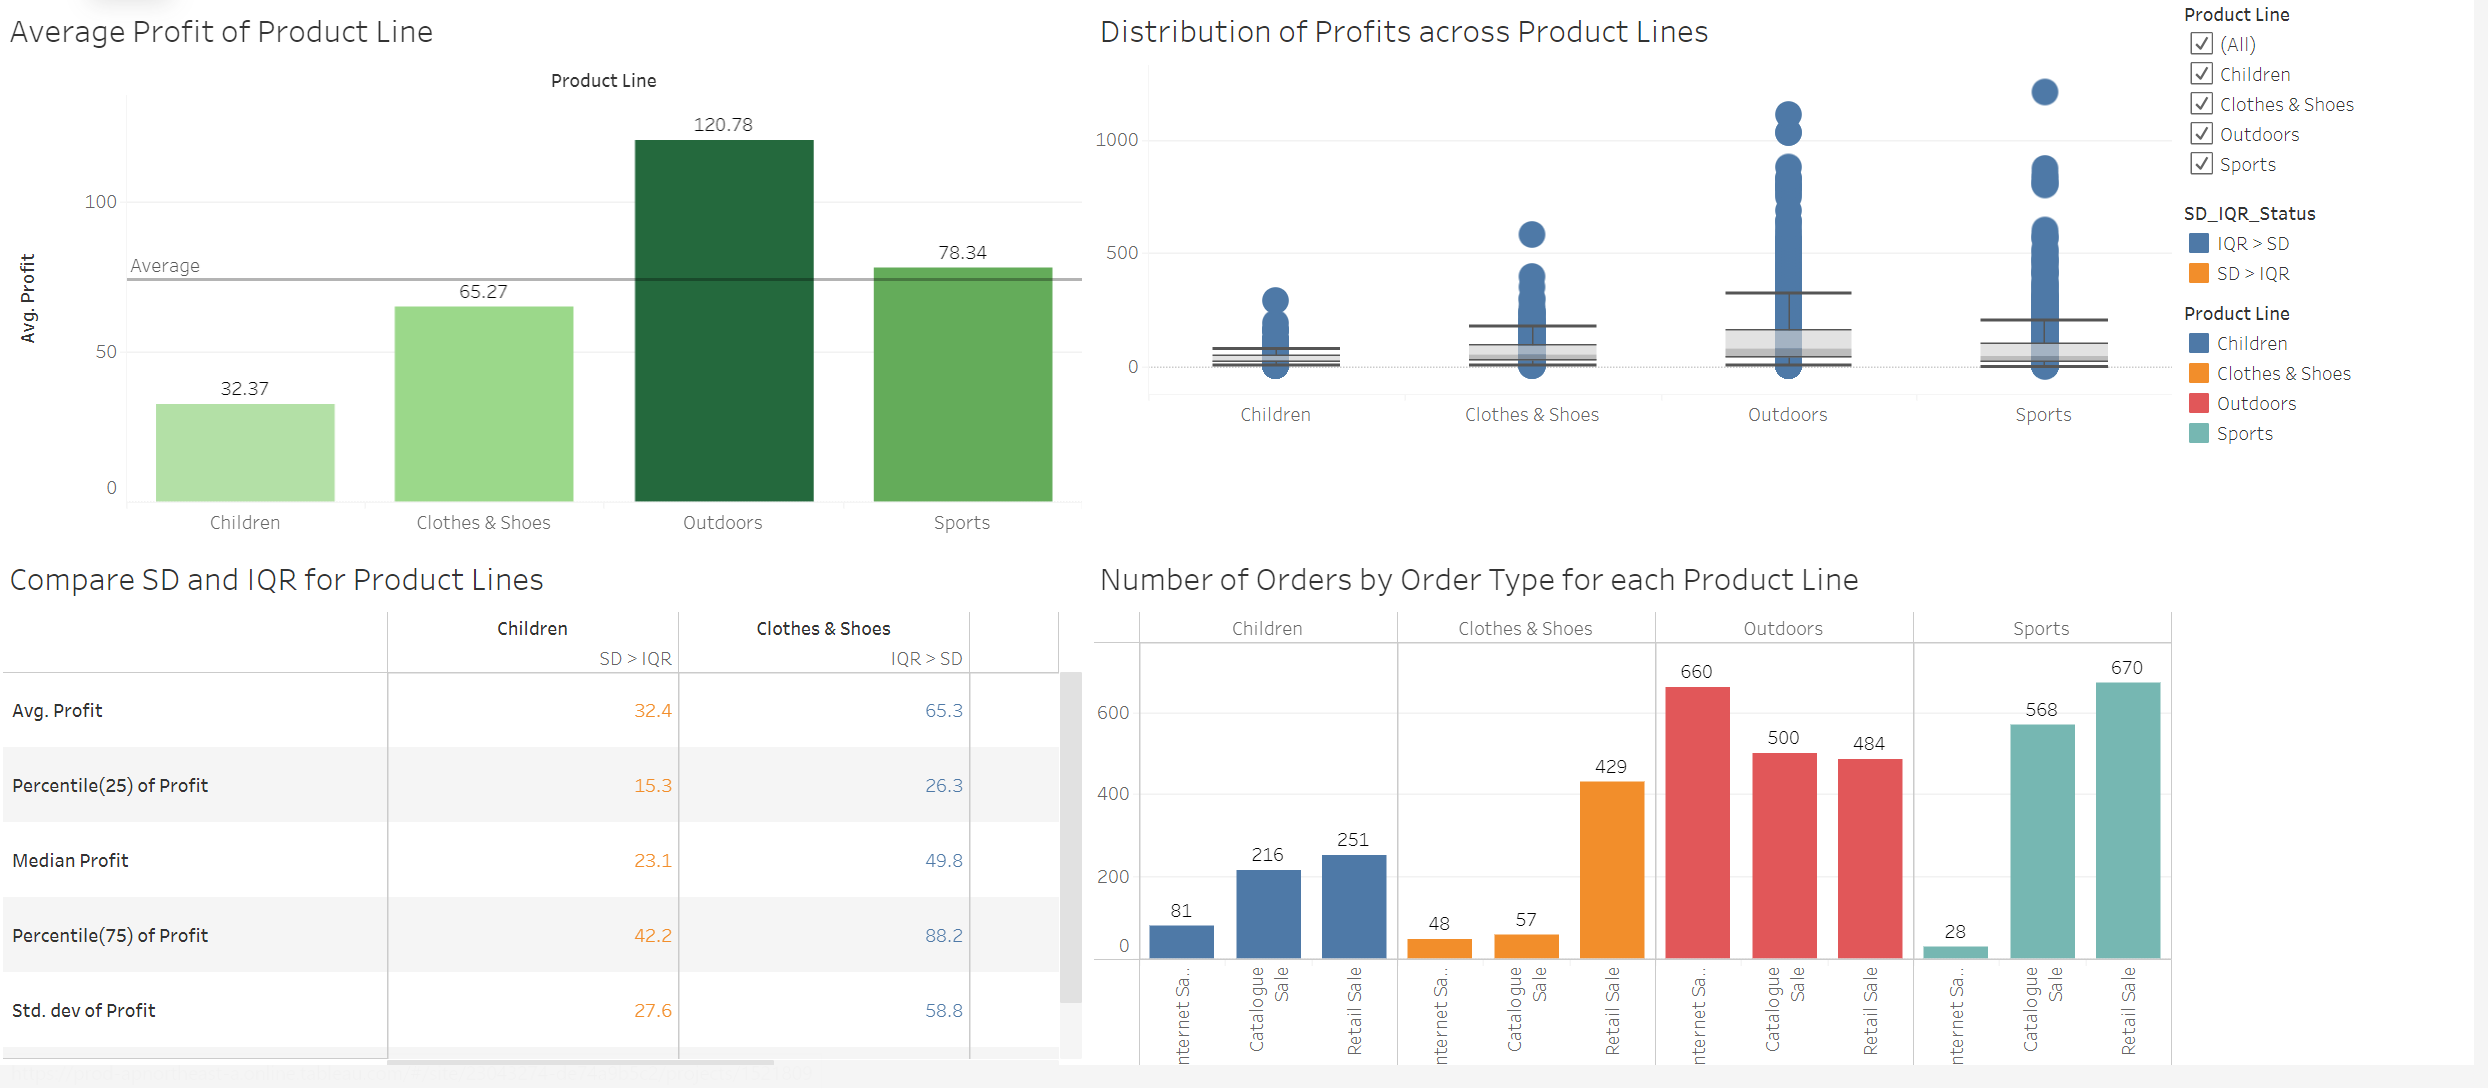 Average Profit of Product Line
Product Line
Avg. Profit
100
50
0
Average
32.37
65.27
120.78
78.34
Children
Clothes & Shoes
Outdoors
Sports
Distribution of Profits across Product Lines
1000
500
0
Children
Clothes & Shoes
Outdoors
Sports
Product Line
(All)
Children
Clothes & Shoes
Outdoors
Sports
SD_IQR_Status
IQR > SD
SD > IQR
Product Line
Children
Clothes & Shoes
Outdoors
Sports
Compare SD and IQR for Product Lines
Children Clothes & Shoes
SD > IQR IQR > SD
Avg. Profit 32.4 65.3
Percentile(25) of Profit 15.3 26.3
Median Profit 23.1 49.8
Percentile(75) of Profit 42.2 88.2
Std. dev of Profit 27.6 58.8
Number of Orders by Order Type for each Product Line
Children Clothes & Shoes Outdoors Sports
600
400
200
0
81
216
251
48
57
429
660
500
484
28
568
670
nternet Sa..
Catalogue
Sale
Retail Sale
nternet Sa..
Catalogue
Sale
Retail Sale
nternet Sa..
Catalogue
Sale
Retail Sale
nternet Sa..
Catalogue
Sale
Retail Sale